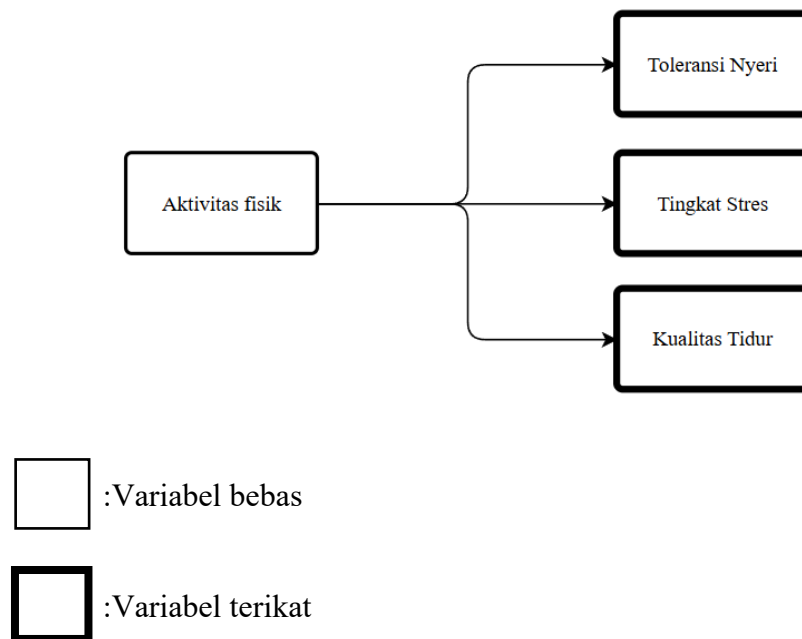 Toleransi Nyeri
Aktivitas fisik
Tingkat Stres
Kualitas Tidur
:Variabel bebas
:Variabel terikat